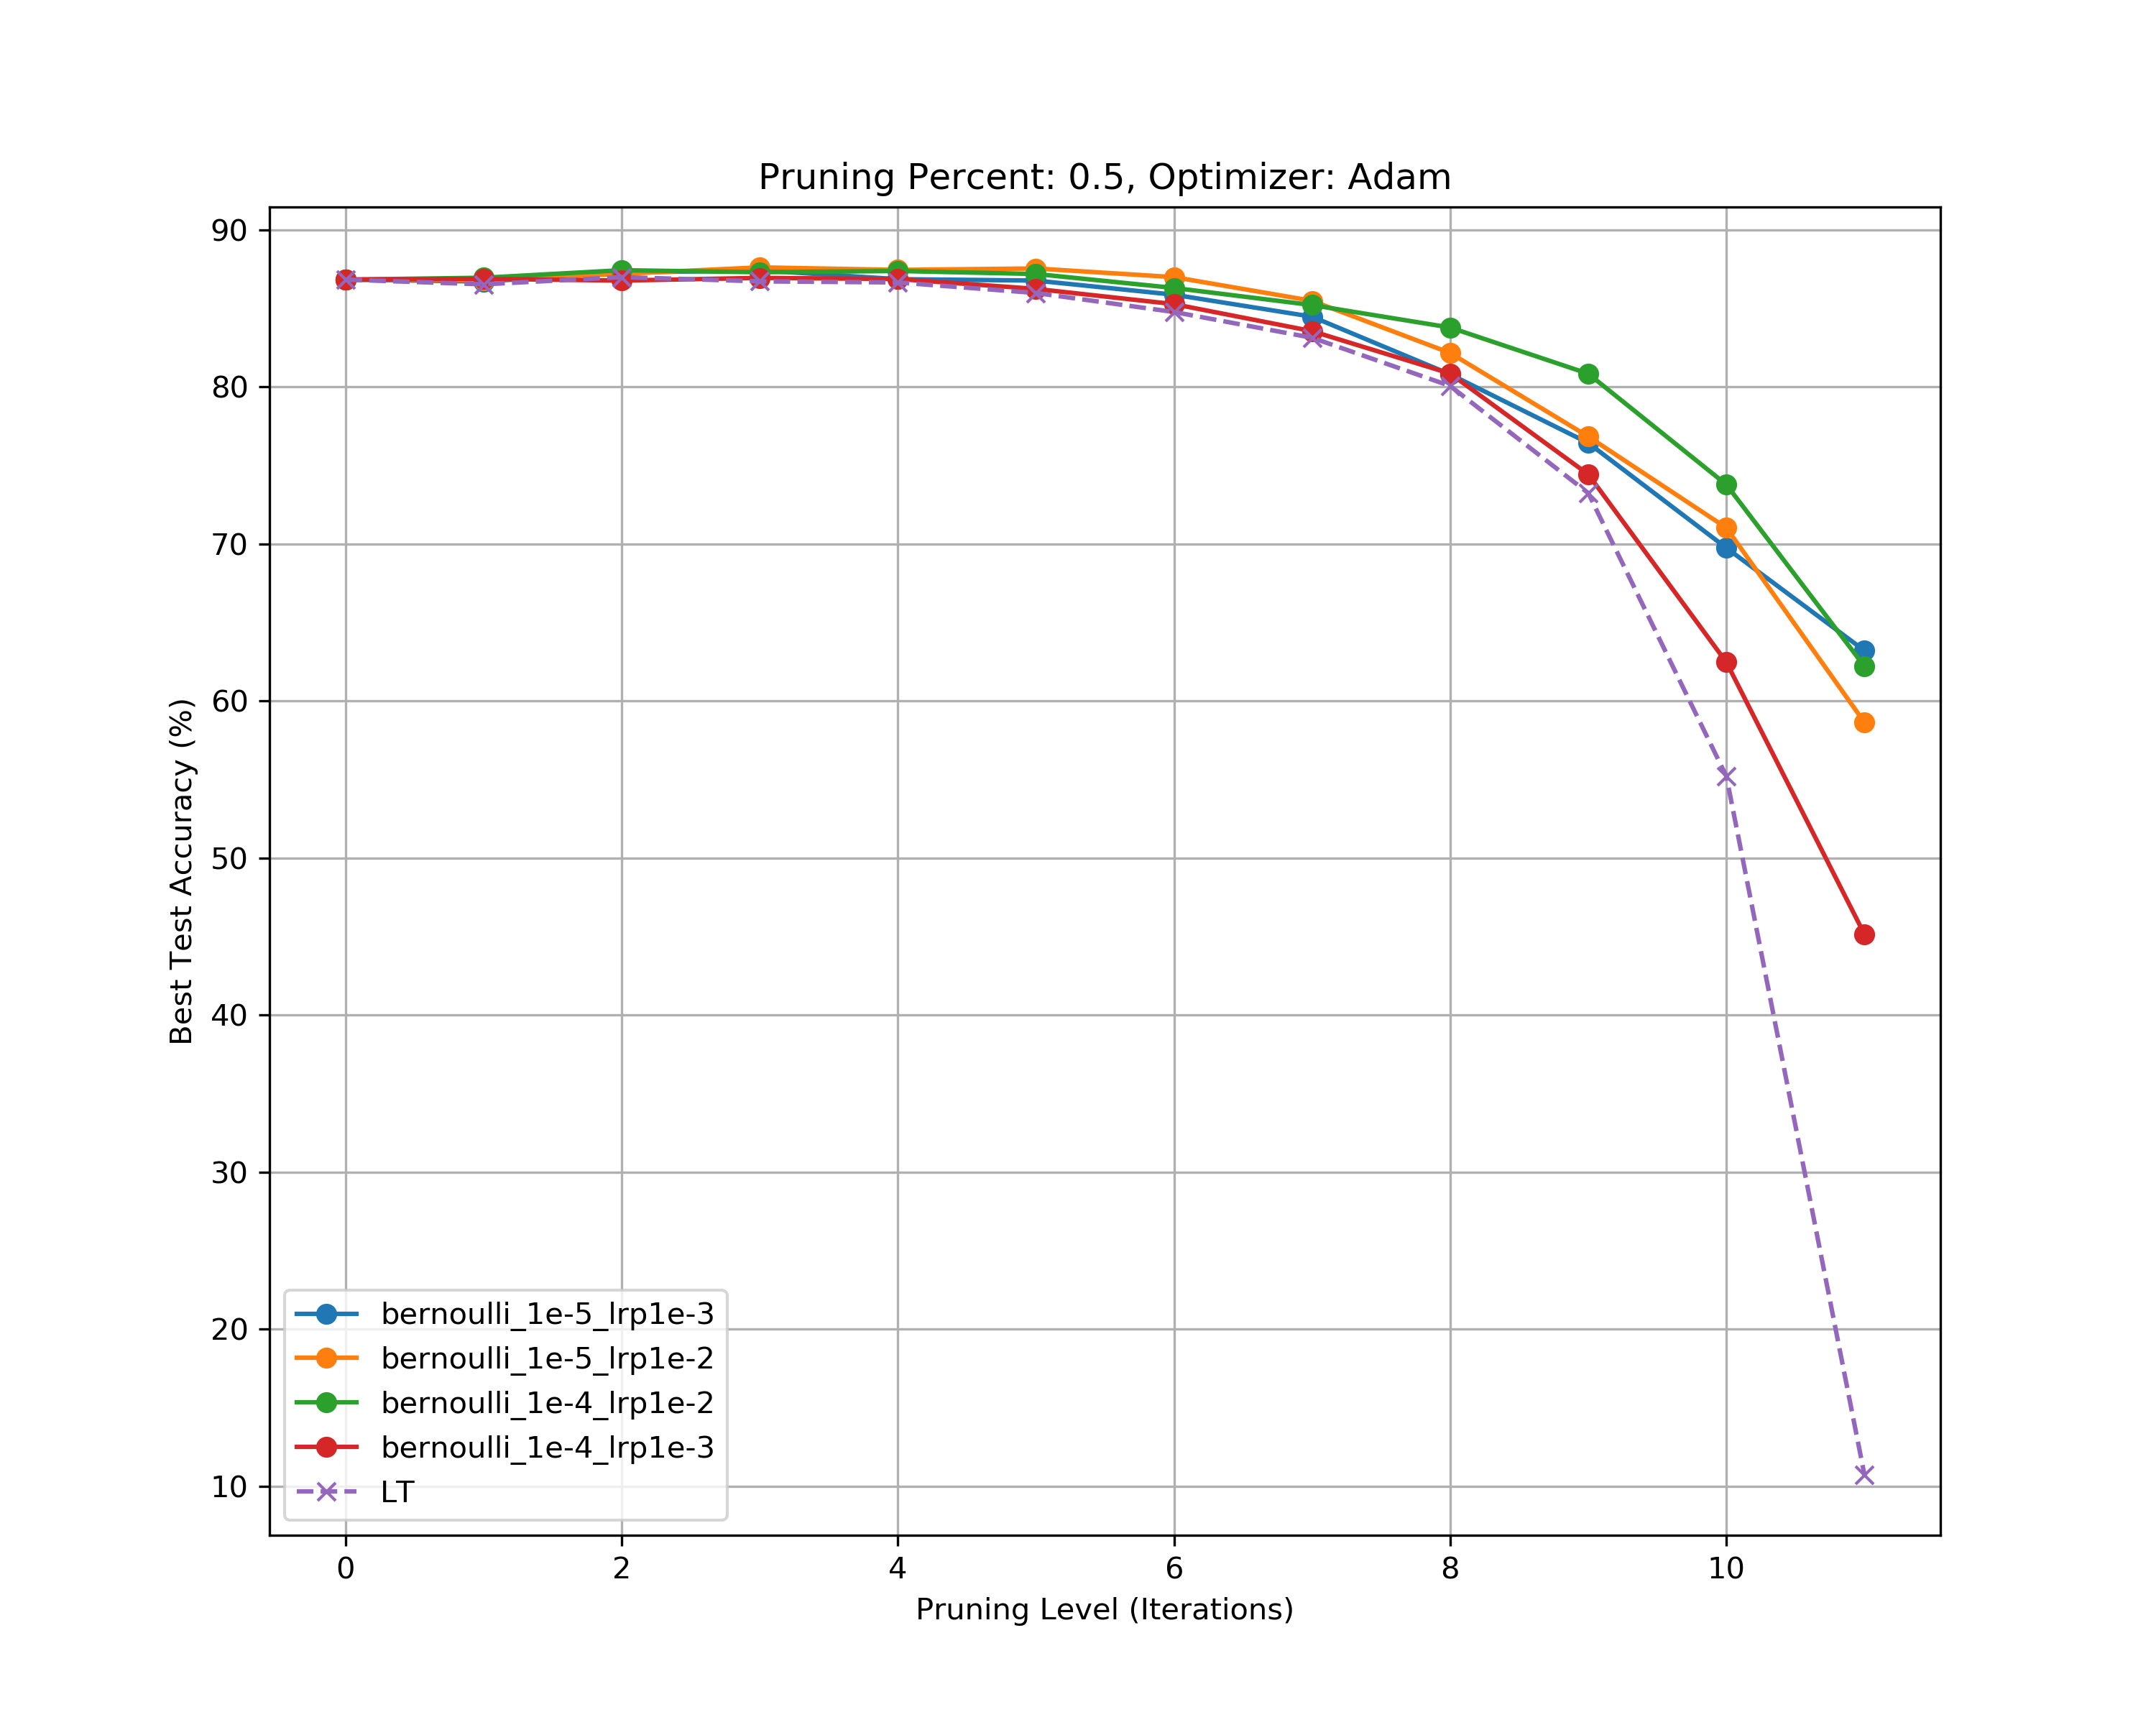 Pruning Percent: 0.5, Optimizer: Adam
Best Test Accuracy (%)
90
80
70
60
50
40
30
20
10
bernoulli_1e-5_lrp1e-3
bernoulli_1e-5_lrp1e-2
bernoulli_1e-4_lrp1e-2
bernoulli_1e-4_lrp1e-3
LT
0 2 4 6 8 10
Pruning Level (Iterations)